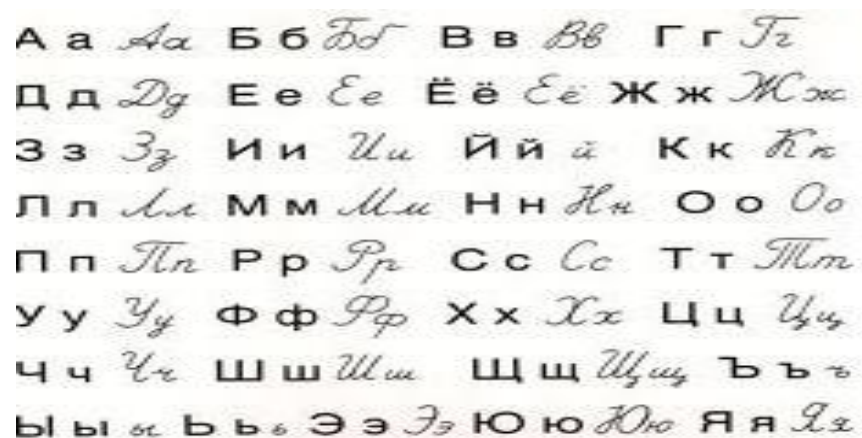 А а Аа Б б Бб В в Вв Г г Гг
Д д Дд Е е Ее Ё ё Ёё Ж ж Жж
З з Зз И и Ии Й й й К к Кк
Л л Лл М м Мм Н н Нн О о Оо
П п Пп Р р Рр С с Сс Т т Тт
У у Уу Ф ф Фф Х х Хх Ц ц Цц
Ч ч Чч Ш ш Шш Щ щ Щщ Ъ ъ ъ
Ы ы ы Ь ь ь Э э Ээ Ю ю Юю Я я Яя